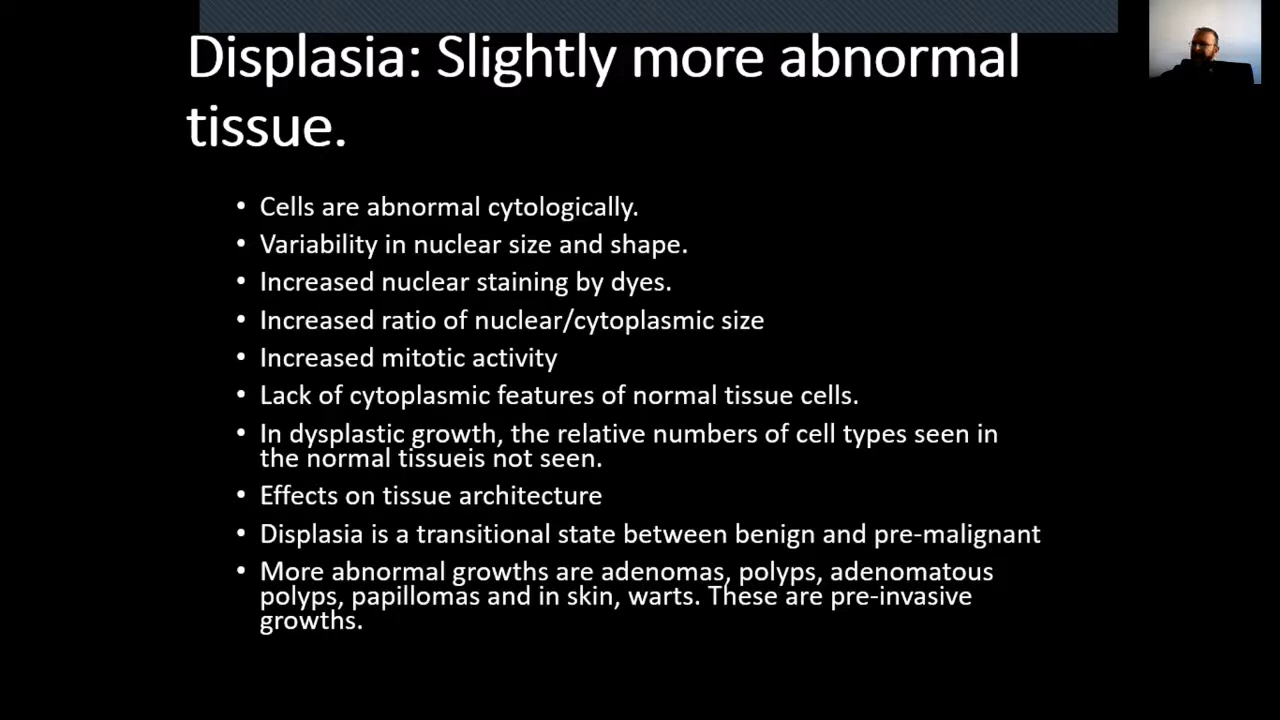 Displasia: Slightly more abnormal
tissue.
• Cells are abnormal cytologically.
• Variability in nuclear size and shape.
• Increased nuclear staining by dyes.
• Increased ratio of nuclear/cytoplasmic size
• Increased mitotic activity
• Lack of cytoplasmic features of normal tissue cells.
• In dysplastic growth, the relative numbers of cell types seen in
the normal tissueis not seen.
• Effects on tissue architecture
• Displasia is a transitional state between benign and pre-malignant
• More abnormal growths are adenomas, polyps, adenomatous
polyps, papillomas and in skin, warts. These are pre-invasive
growths.